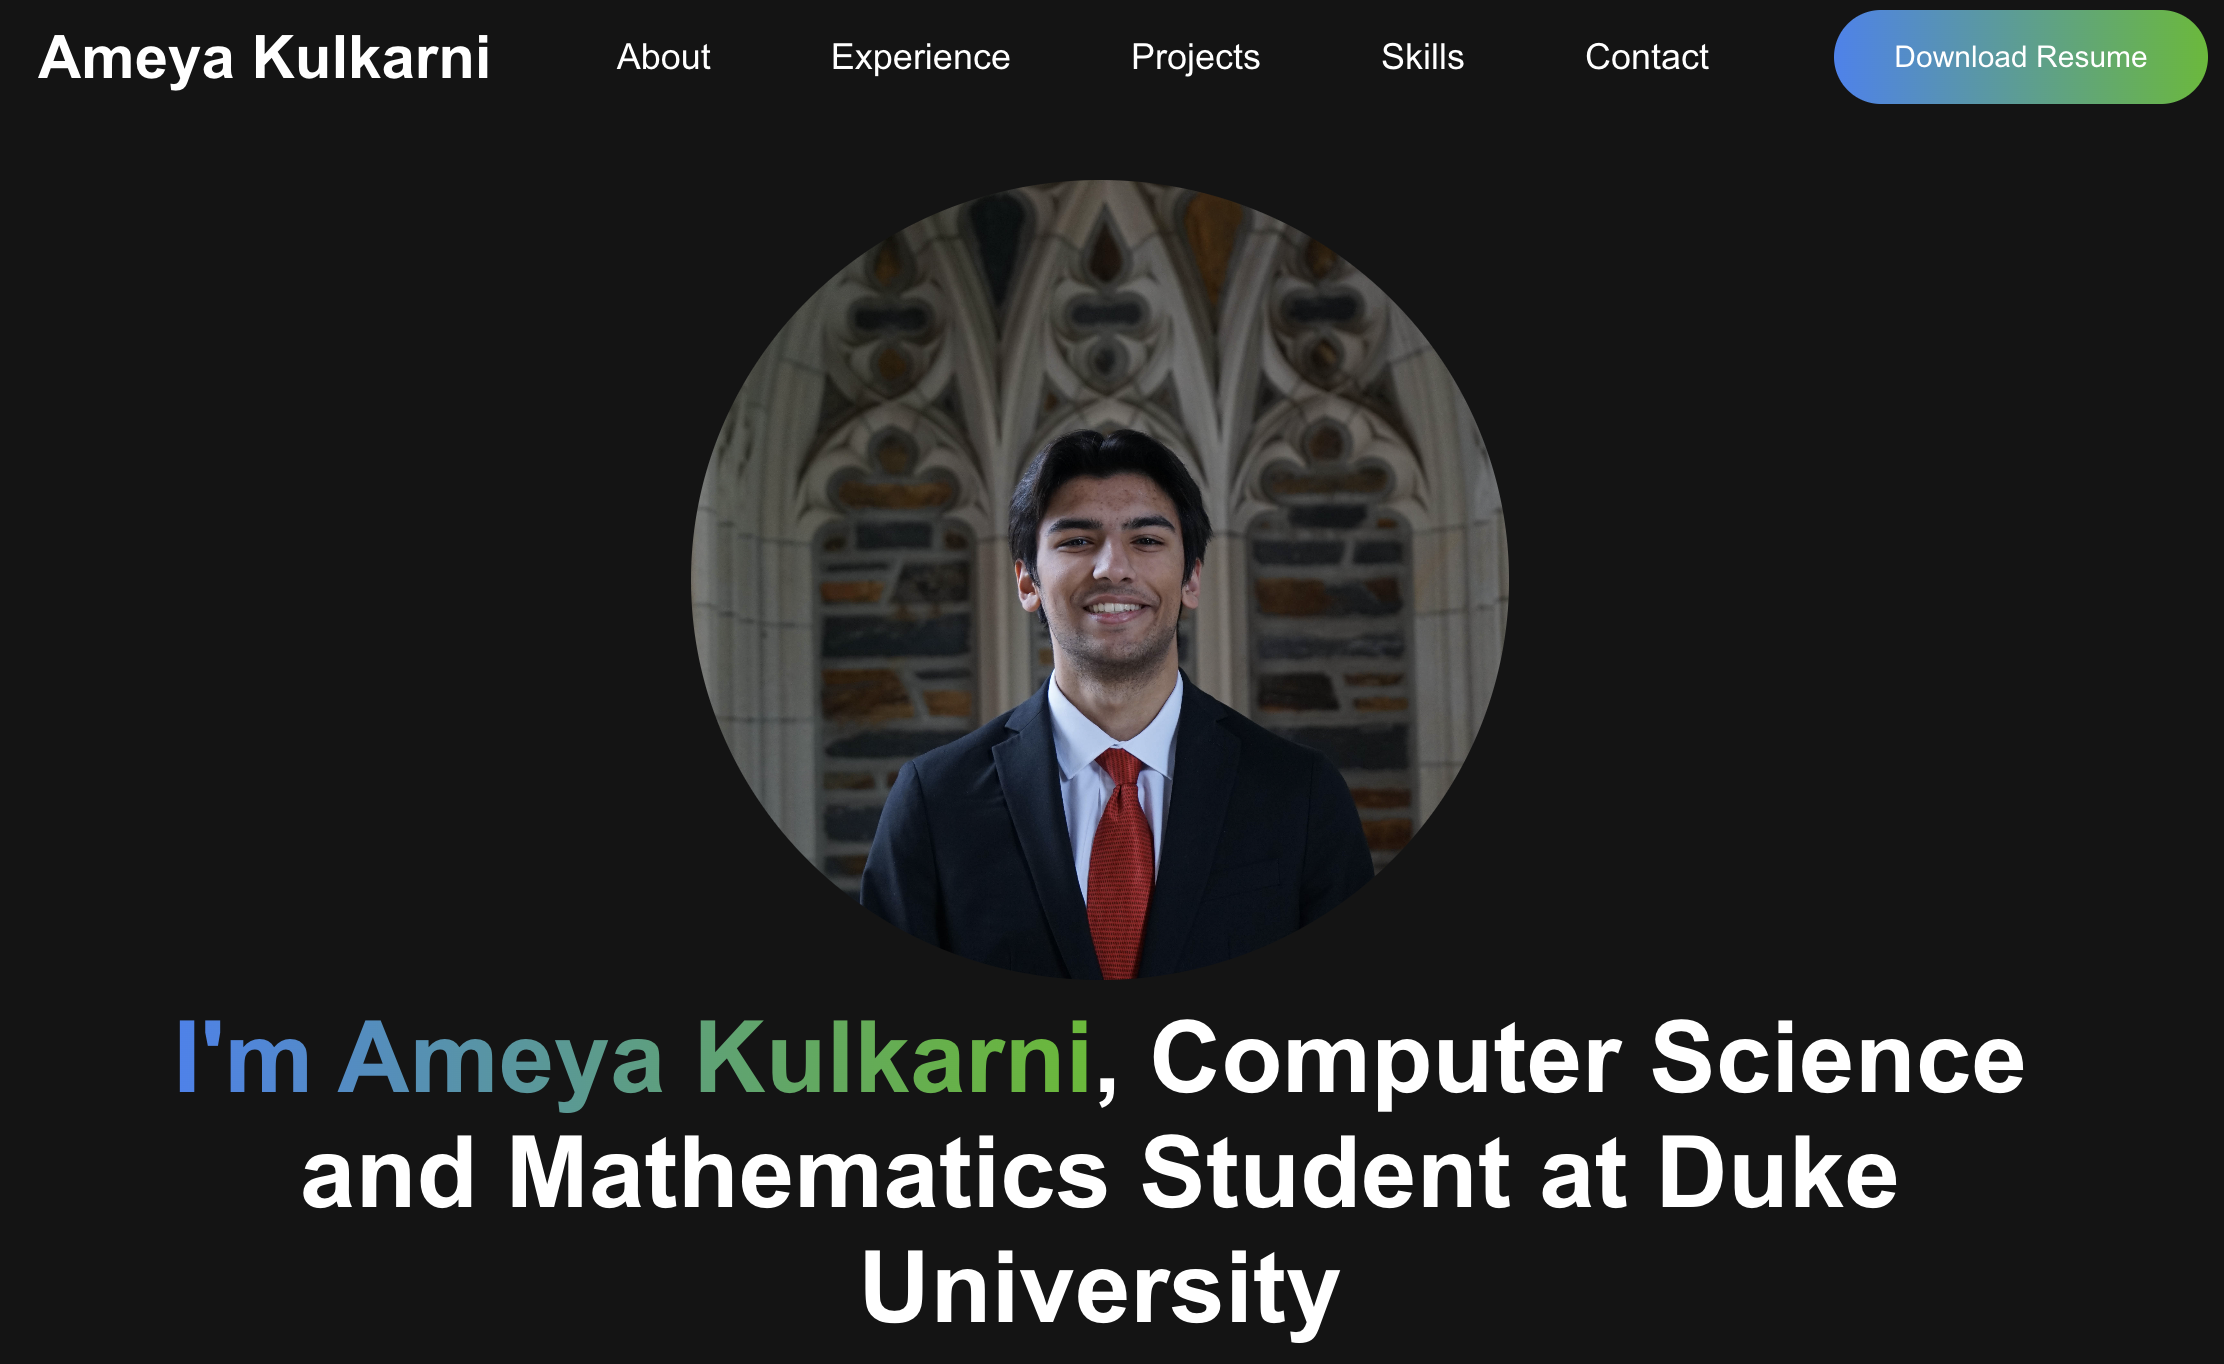 Ameya Kulkarni About Experience Projects Skills Contact Download Resume
I'm Ameya Kulkarni, Computer Science
and Mathematics Student at Duke
University